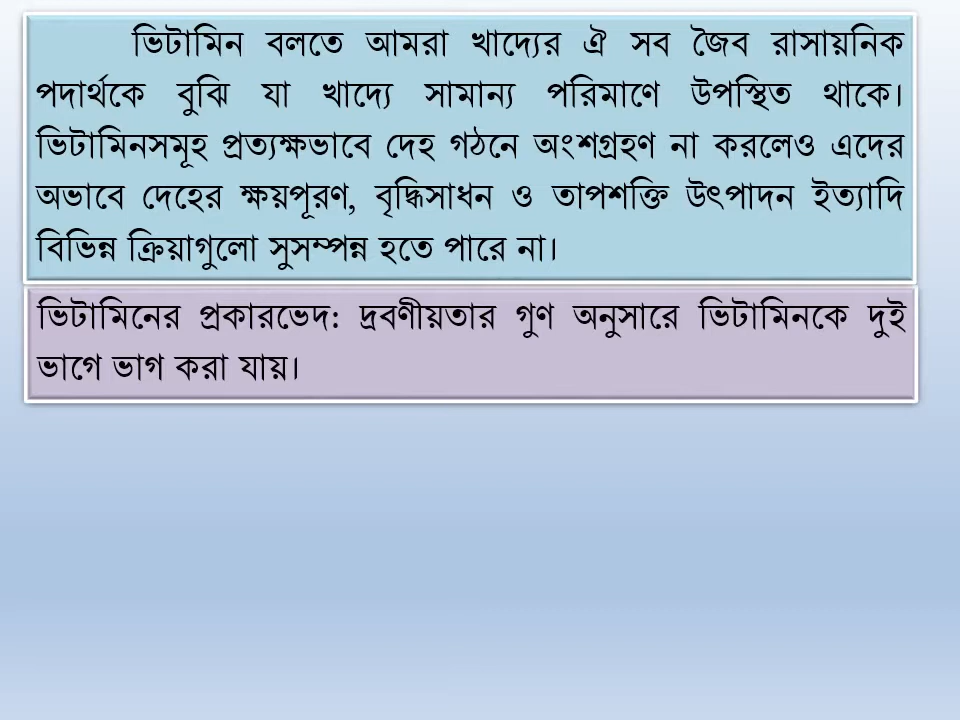 ভিটামিন বলতে আমরা খাদ্যের ঐ সব জৈব রাসায়নিক
পদার্থকে বুঝি যা খাদ্যে সামান্য পরিমাণে উপস্থিত থাকে।
ভিটামিনসমূহ প্রত্যক্ষভাবে দেহ গঠনে অংশগ্রহণ না করলেও এদের
অভাবে দেহের ক্ষয়পূরণ, বৃদ্ধিসাধন ও তাপশক্তি উৎপাদন ইত্যাদি
বিভিন্ন ক্রিয়াগুলো সুসম্পন্ন হতে পারে না।
ভিটামিনের প্রকারভেদ: দ্রবণীয়তার গুণ অনুসারে ভিটামিনকে দুই
ভাগে ভাগ করা যায়।